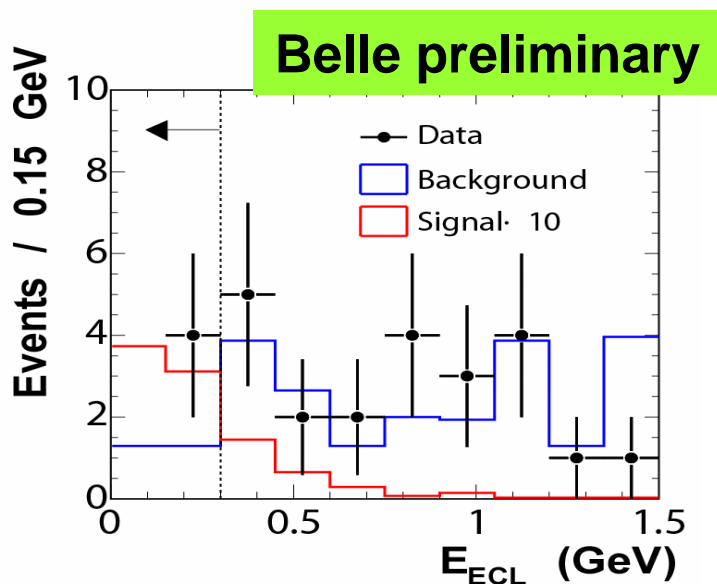 Belle preliminary
Events / 0.15 GeV
10
8
6
4
2
0
Data
Background
Signal· 10
0 0.5 1 1.5
E_ECL (GeV)